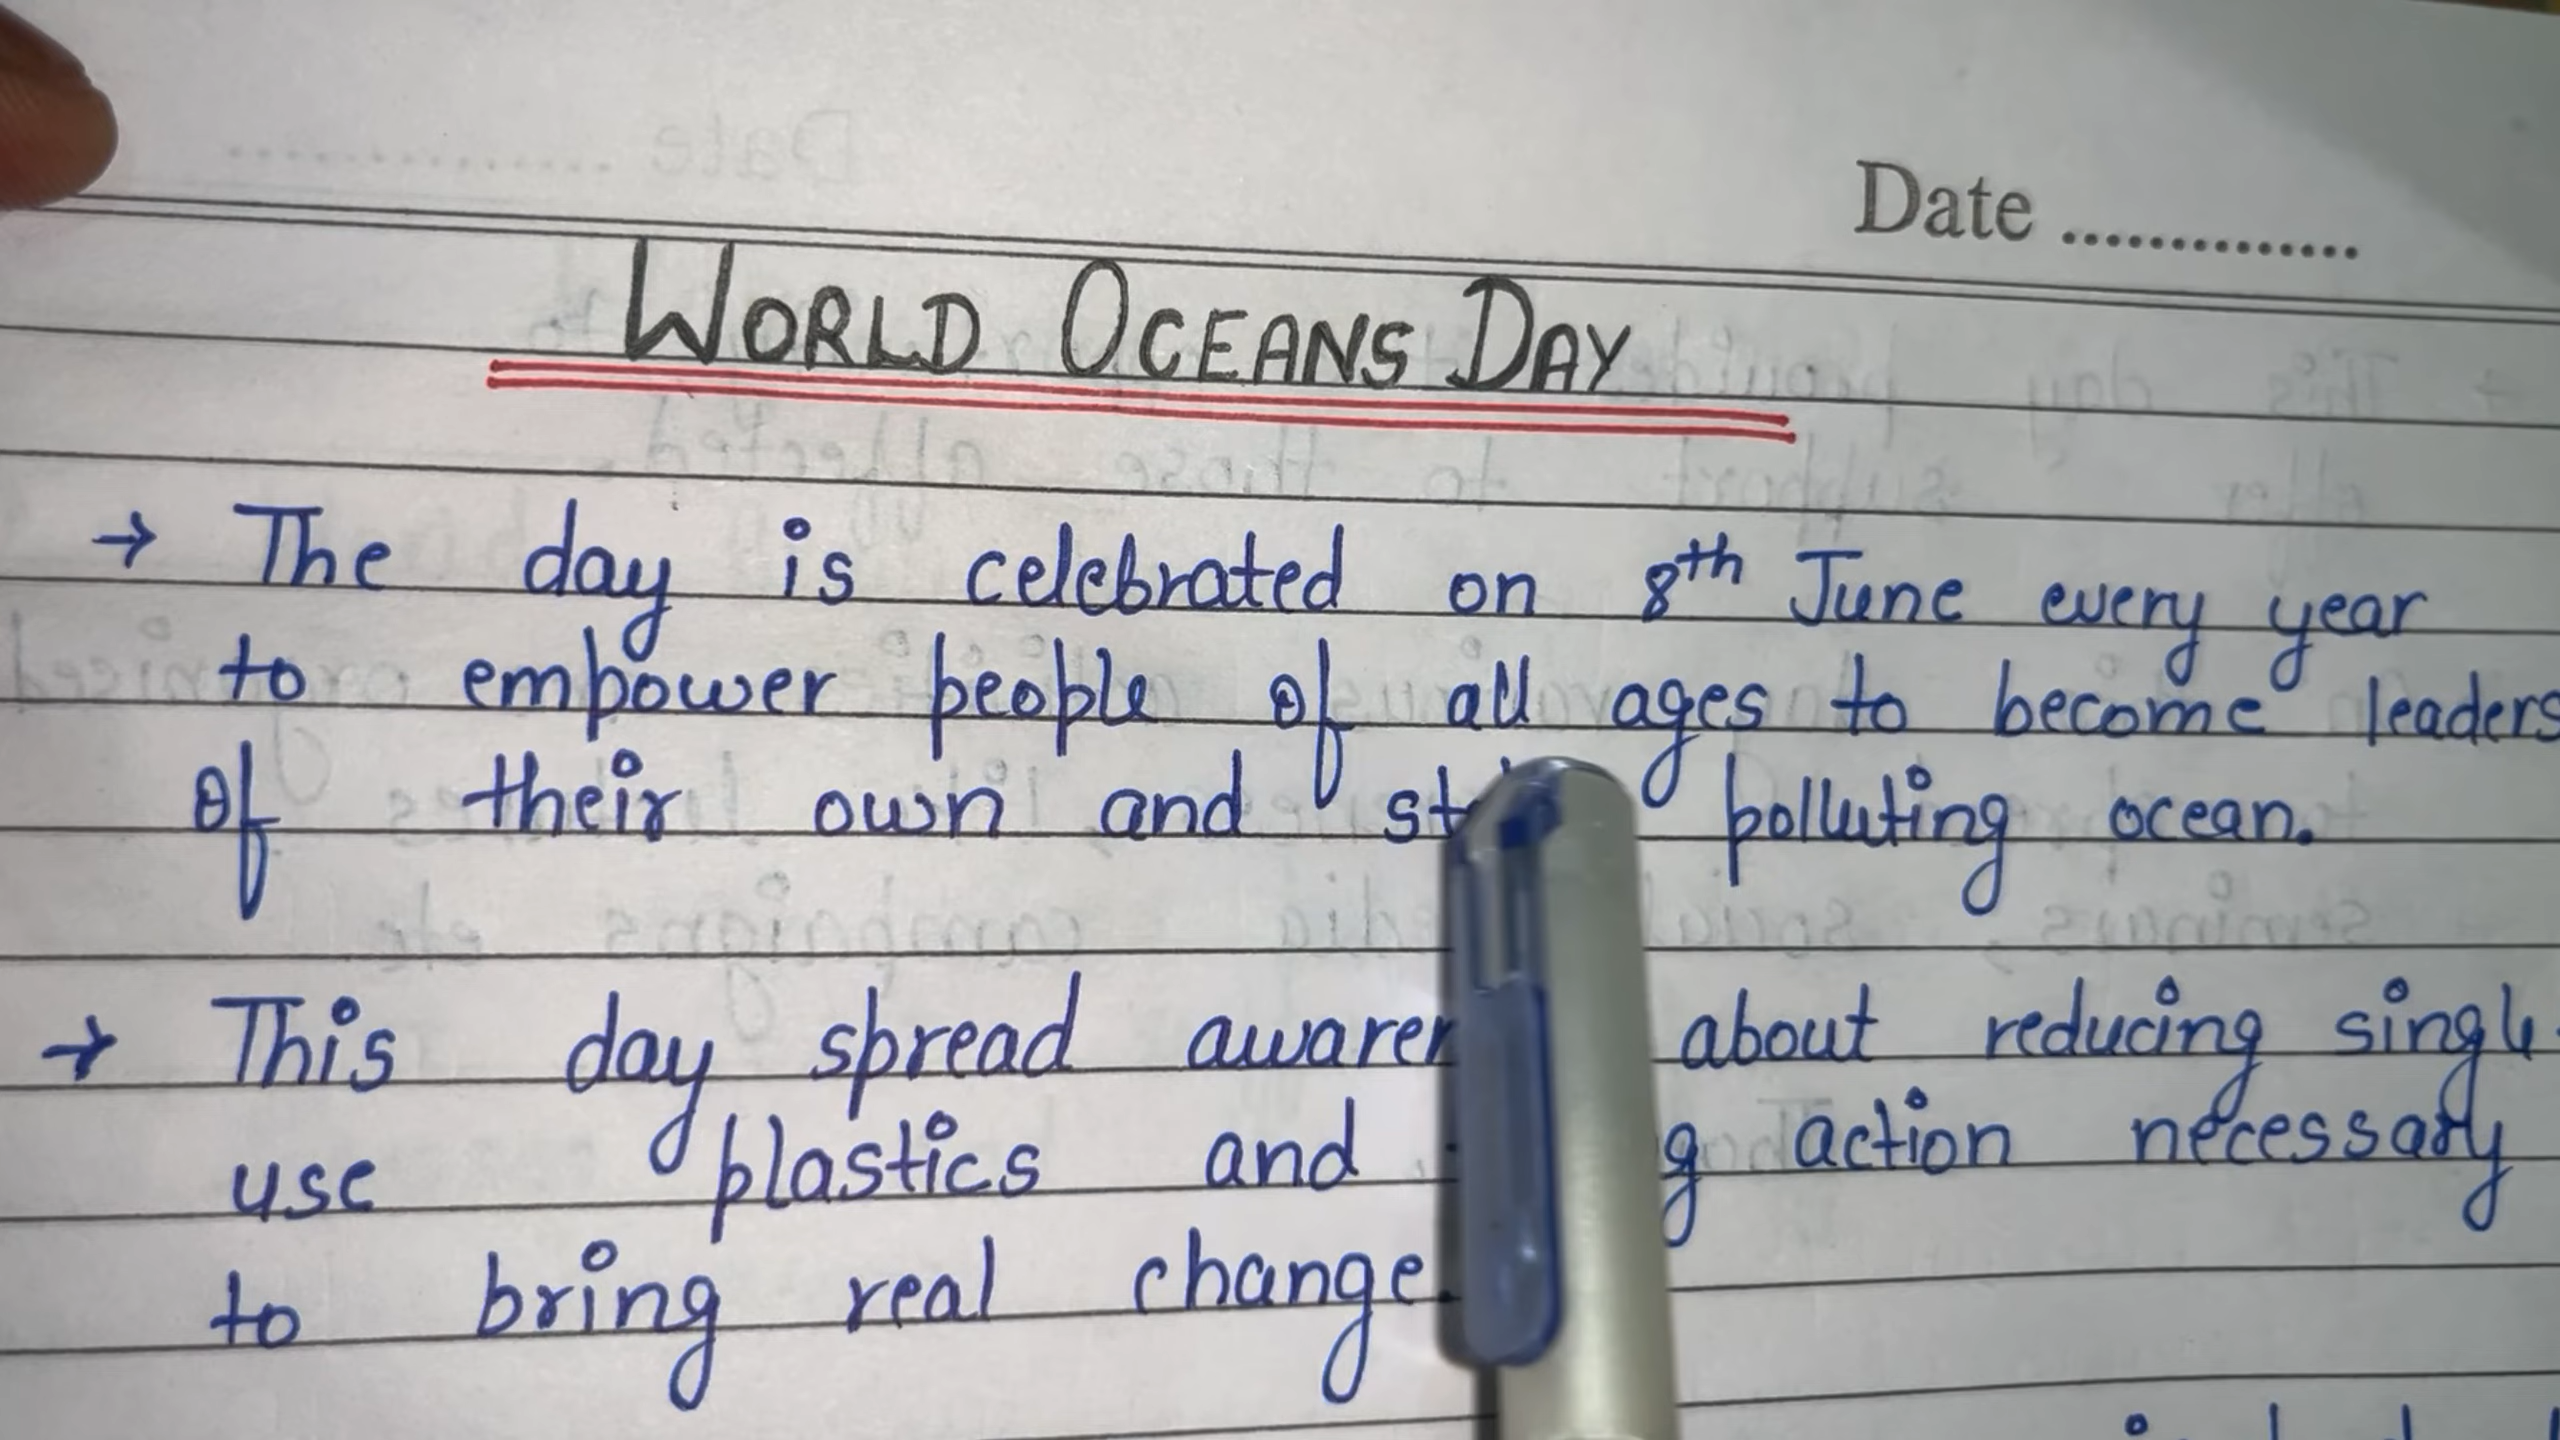 Date ..............
WORLD OCEANS DAY
→ The day is celebrated on 8th June every year
to empower people of all ages to become leaders
of their own and polluting ocean.
→ This day spread about reducing single
use plastics and action necessary
to bring real change.